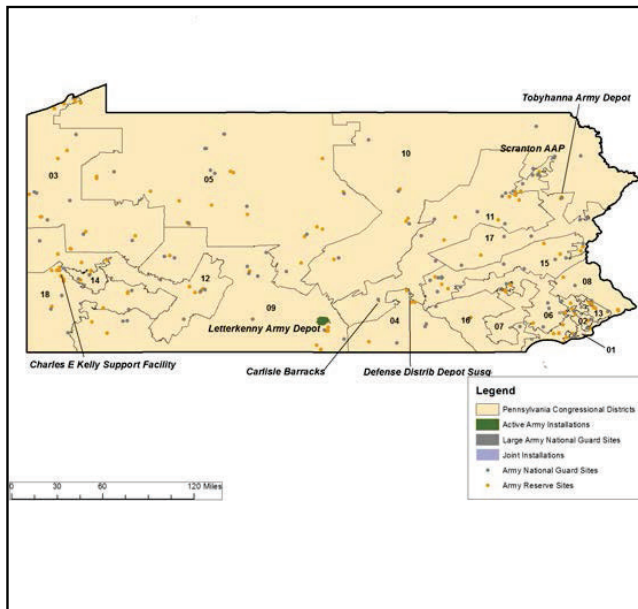 Tobyhanna Army Depot
Scranton AAP
10
03
05
11
17
15
14
12
08
18
09
13
06
02
Letterkenny Army Depot
04
16
07
01
Charles E Kelly Support Facility
Carlisle Barracks
Defense Distrib Depot Susq
Legend
Pennsylvania Congressional Districts
Active Army Installations
Large Army National Guard Sites
Joint Installations
Army National Guard Sites
Army Reserve Sites
0 30 60 120 Miles